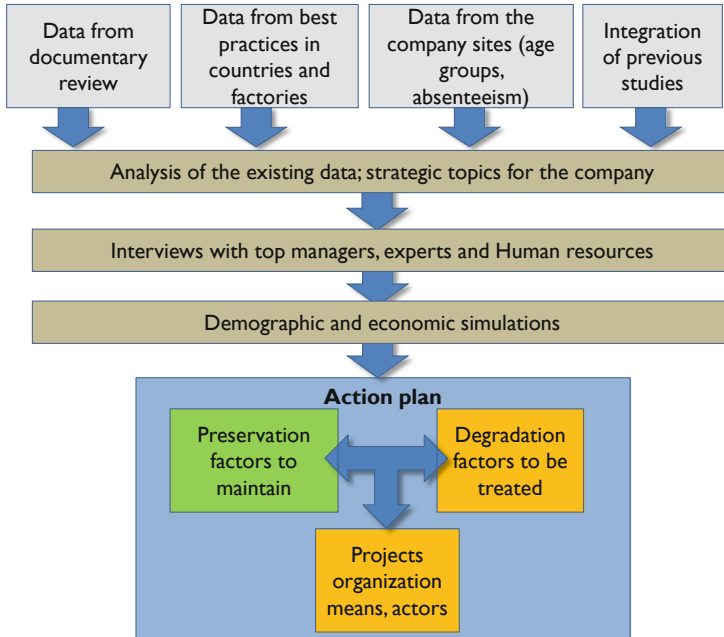 Data from
documentary
review
Data from best
practices in
countries and
factories
Data from the
company sites (age
groups,
absenteeism)
Integration
of previous
studies
Analysis of the existing data; strategic topics for the company
Interviews with top managers, experts and Human resources
Demographic and economic simulations
Action plan
Preservation
factors to
maintain
Degradation
factors to be
treated
Projects
organization
means, actors